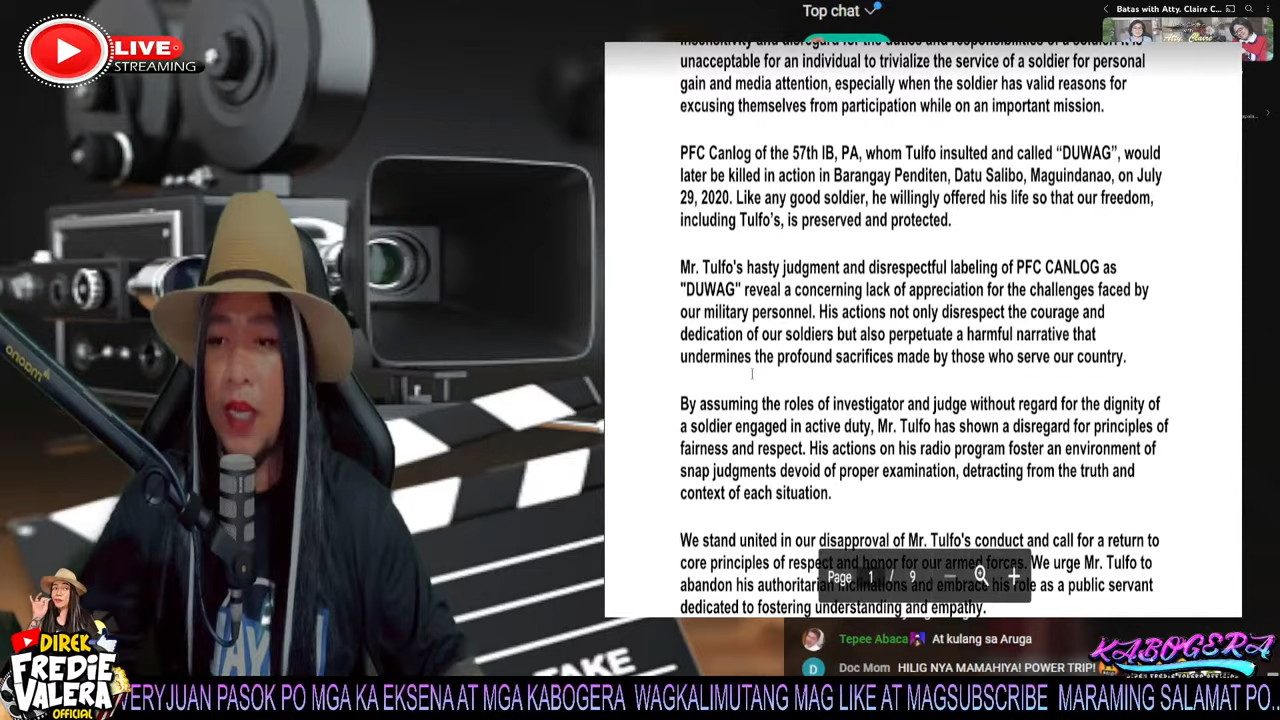 LIVE
STREAMING
Top chat
Batas with Atty. Claire C...
unacceptable for an individual to trivialize the service of a soldier for personal
gain and media attention, especially when the soldier has valid reasons for
excusing themselves from participation while on an important mission.
PFC Canlog of the 57th IB, PA, whom Tulfo insulted and called “DUWAG”, would
later be killed in action in Barangay Penditen, Datu Salibo, Maguindanao, on July
29, 2020. Like any good soldier, he willingly offered his life so that our freedom,
including Tulfo’s, is preserved and protected.
Mr. Tulfo's hasty judgment and disrespectful labeling of PFC CANLOG as
"DUWAG" reveal a concerning lack of appreciation for the challenges faced by
our military personnel. His actions not only disrespect the courage and
dedication of our soldiers but also perpetuate a harmful narrative that
undermines the profound sacrifices made by those who serve our country.
By assuming the roles of investigator and judge without regard for the dignity of
a soldier engaged in active duty, Mr. Tulfo has shown a disregard for principles of
fairness and respect. His actions on his radio program foster an environment of
snap judgments devoid of proper examination, detracting from the truth and
context of each situation.
We stand united in our disapproval of Mr. Tulfo's conduct and call for a return to
core principles of respect and honor for our armed forces. We urge Mr. Tulfo to
abandon his authoritarian inclinations and embrace his role as a public servant
dedicated to fostering understanding and empathy.
Page 1 / 9
Tepee Abaca At kulang sa Aruga
D Doc Mom HILIG NYA MAMAHIYA! POWER TRIP!
TAKE
DIREK
FREDIE
VALERA
OFFICIAL
KABOGERA
DIREK FREDIE VALERA OFFICIAL
VERYJUAN PASOK PO MGA KA EKSENA AT MGA KABOGERA WAGKALIMUTANG MAG LIKE AT MAGSUBSCRIBE MARAMING SALAMAT PO..